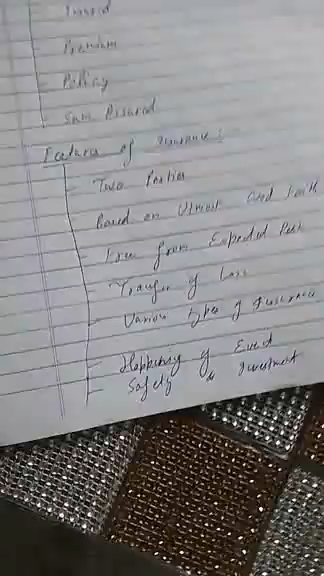 Insured
Premium
Policy
Sum Assured
Features of Insurance :
Two Parties
Based on Utmost Good Faith
Free from Expected Risk
Transfer of Loss
Various types of Insurance
Happening of Event
Safety & Investment